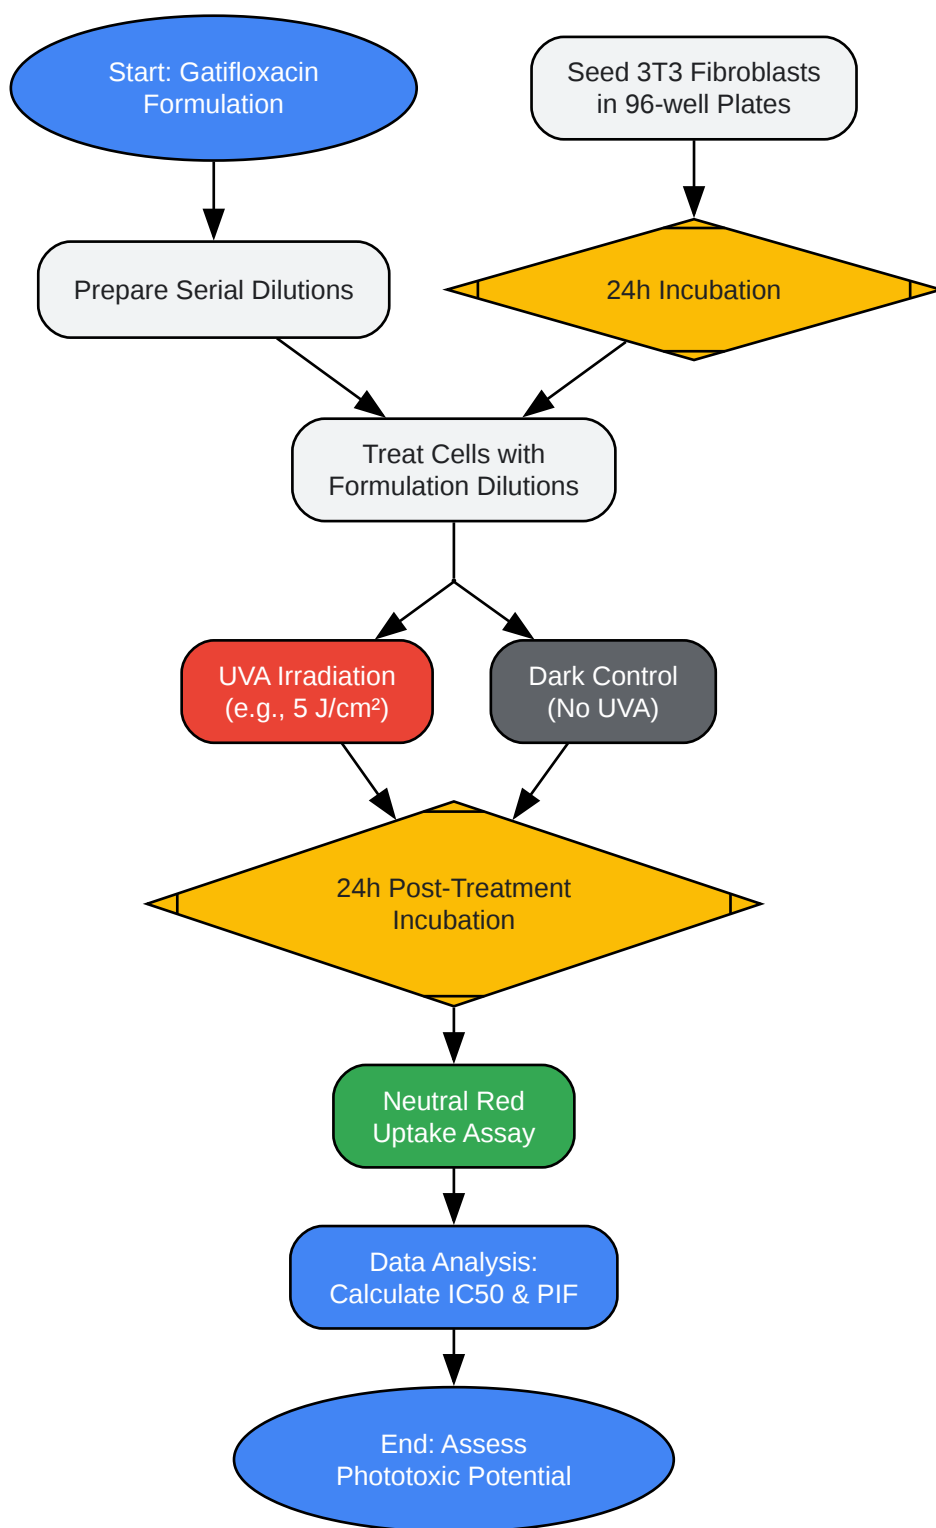 Start: Gatifloxacin
Formulation
Seed 3T3 Fibroblasts
in 96-well Plates
Prepare Serial Dilutions
24h Incubation
Treat Cells with
Formulation Dilutions
UVA Irradiation
(e.g., 5 J/cm²)
Dark Control
(No UVA)
24h Post-Treatment
Incubation
Neutral Red
Uptake Assay
Data Analysis:
Calculate IC50 & PIF
End: Assess
Phototoxic Potential